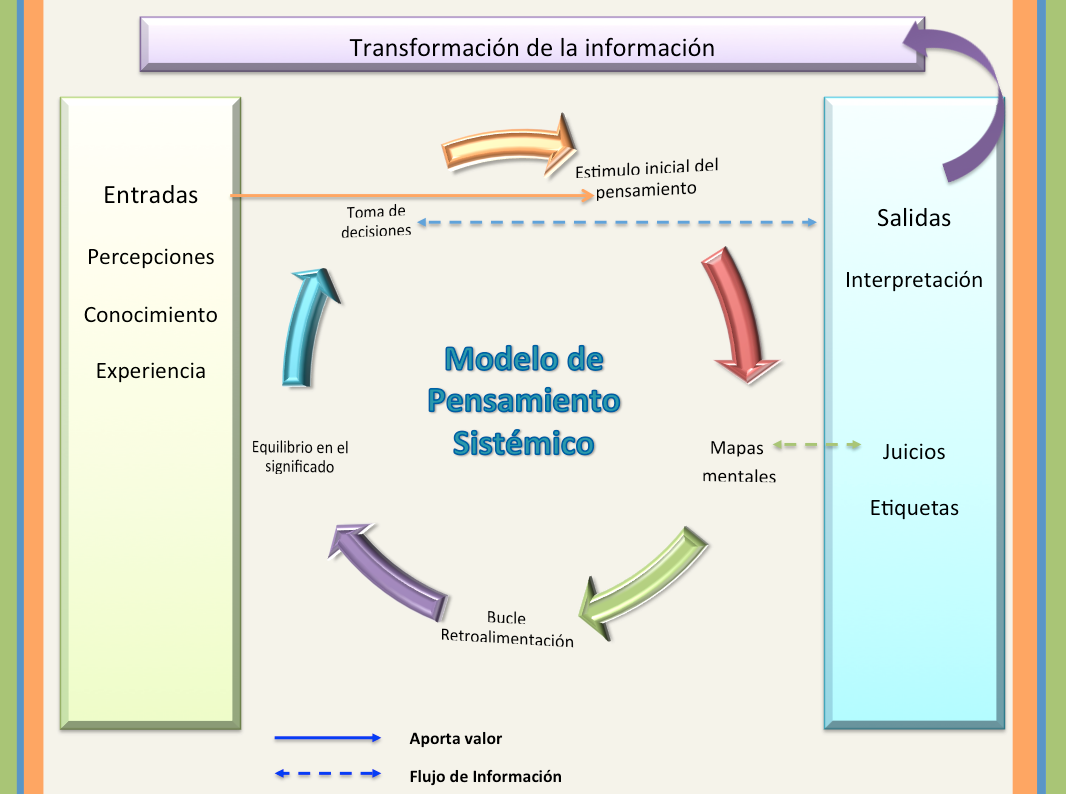 Transformación de la información
Entradas
Percepciones
Conocimiento
Experiencia
Estimulo inicial del
pensamiento
Toma de
decisiones
Salidas
Interpretación
Modelo de
Pensamiento
Sistémico
Equilibrio en el
significado
Mapas
mentales
Juicios
Etiquetas
Bucle
Retroalimentación
Aporta valor
Flujo de Información